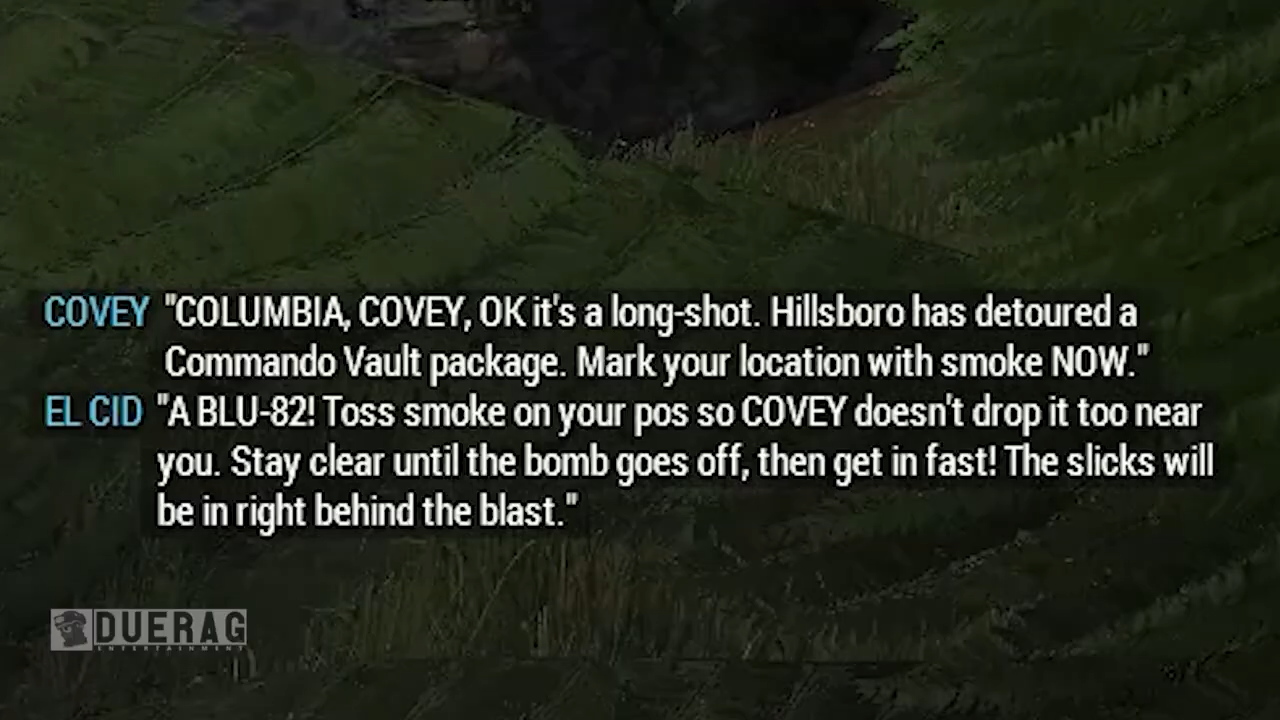 COVEY "COLUMBIA, COVEY, OK it's a long-shot. Hillsboro has detoured a
Commando Vault package. Mark your location with smoke NOW."
EL CID "A BLU-82! Toss smoke on your pos so COVEY doesn't drop it too near
you. Stay clear until the bomb goes off, then get in fast! The slicks will
be in right behind the blast."
DUERAG
ENTERTAINMENT